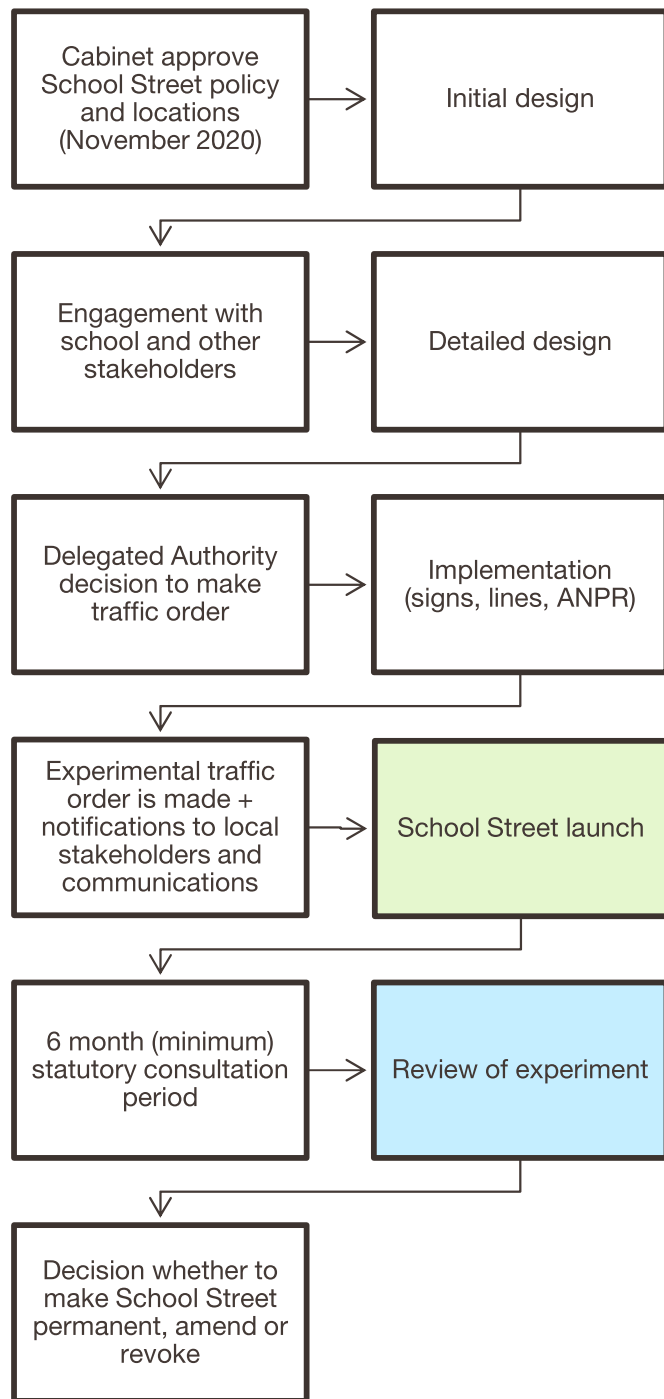 Cabinet approve
School Street policy
and locations
(November 2020)
Initial design
Engagement with
school and other
stakeholders
Detailed design
Delegated Authority
decision to make
traffic order
Implementation
(signs, lines, ANPR)
Experimental traffic
order is made +
notifications to local
stakeholders and
communications
School Street launch
6 month (minimum)
statutory consultation
period
Review of experiment
Decision whether to
make School Street
permanent, amend or
revoke